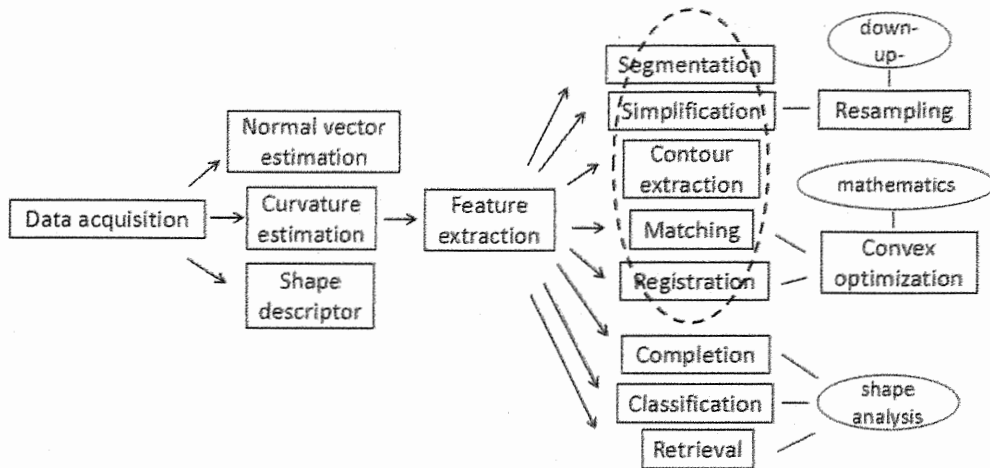 Data acquisition
Normal vector
estimation
Curvature
estimation
Shape
descriptor
Feature
extraction
Segmentation
Simplification
Contour
extraction
Matching
Registration
Completion
Classification
Retrieval
down-
up-
Resampling
mathematics
Convex
optimization
shape
analysis